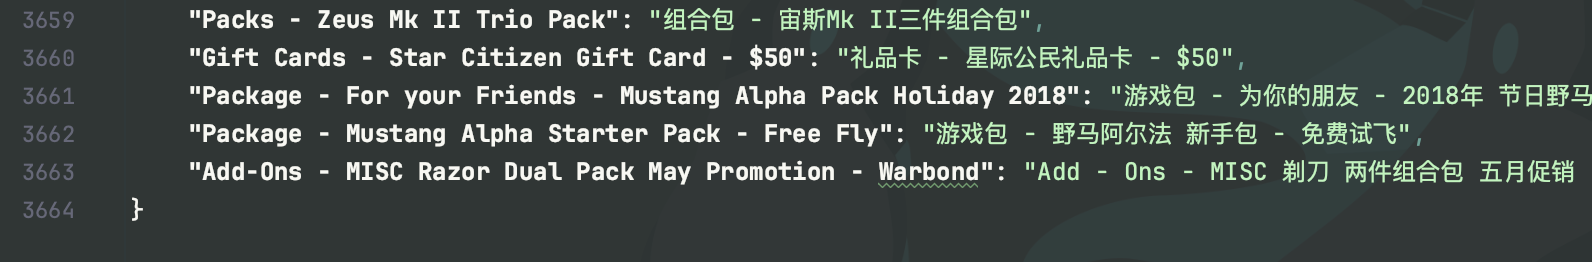 3659 "Packs - Zeus Mk II Trio Pack": "组合包 - 宙斯Mk II三件组合包",
3660 "Gift Cards - Star Citizen Gift Card - $50": "礼品卡 - 星际公民礼品卡 - $50",
3661 "Package - For your Friends - Mustang Alpha Pack Holiday 2018": "游戏包 - 为你的朋友 - 2018年 节日野马
3662 "Package - Mustang Alpha Starter Pack - Free Fly": "游戏包 - 野马阿尔法 新手包 - 免费试飞",
3663 "Add-Ons - MISC Razor Dual Pack May Promotion - Warbond": "Add - Ons - MISC 剃刀 两件组合包 五月促销
3664 }